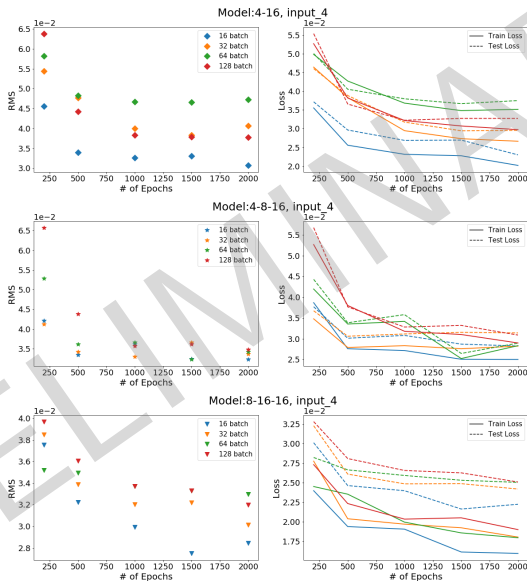 Model:4-16, input_4
1e−2
6.5
6.0
5.5
5.0
4.5
4.0
3.5
3.0
RMS
250 500 750 1000 1250 1500 1750 2000
# of Epochs
16 batch
32 batch
64 batch
128 batch
1e−2
5.5
5.0
4.5
4.0
3.5
3.0
2.5
2.0
Loss
250 500 750 1000 1250 1500 1750 2000
# of Epochs
Train Loss
Test Loss
Model:4-8-16, input_4
1e−2
6.5
6.0
5.5
5.0
4.5
4.0
3.5
RMS
250 500 750 1000 1250 1500 1750 2000
# of Epochs
16 batch
32 batch
64 batch
128 batch
1e−2
5.5
5.0
4.5
4.0
3.5
3.0
2.5
Loss
250 500 750 1000 1250 1500 1750 2000
# of Epochs
Train Loss
Test Loss
Model:8-16-16, input_4
1e−2
4.0
3.8
3.6
3.4
3.2
3.0
2.8
RMS
250 500 750 1000 1250 1500 1750 2000
# of Epochs
16 batch
32 batch
64 batch
128 batch
1e−2
3.25
3.00
2.75
2.50
2.25
2.00
1.75
Loss
250 500 750 1000 1250 1500 1750 2000
# of Epochs
Train Loss
Test Loss
ELIMINA